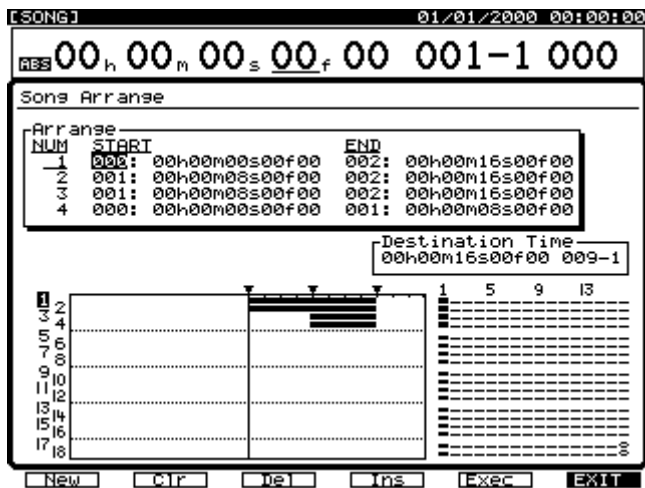 [SONG] 01/01/2000 00:00:00
ABS 00h 00m 00s 00f 00 001-1 000
Song Arrange
Arrange
NUM START END
1 000: 00h00m00s00f00 002: 00h00m16s00f00
2 001: 00h00m08s00f00 002: 00h00m16s00f00
3 001: 00h00m08s00f00 002: 00h00m16s00f00
4 000: 00h00m00s00f00 001: 00h00m08s00f00
Destination Time
00h00m16s00f00 009-1
1 5 9 13
1
2
3
4
5
6
7
8
9
10
11
12
13
14
15
16
17
18
8
New Clr Del Ins Exec EXIT